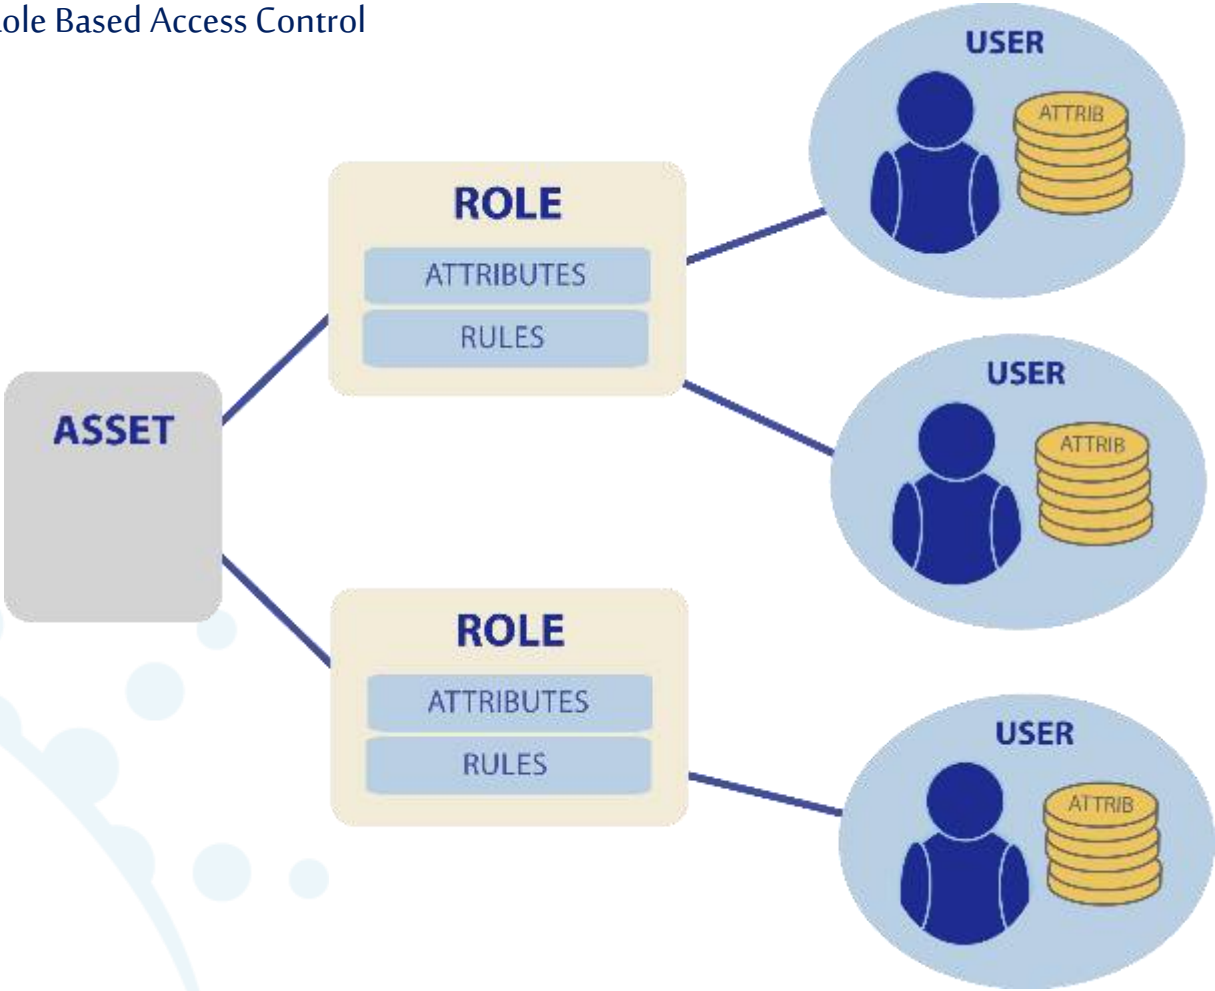 ole Based Access Control
USER
ATTRIB
ROLE
ATTRIBUTES
RULES
USER
ATTRIB
ASSET
ROLE
ATTRIBUTES
RULES
USER
ATTRIB